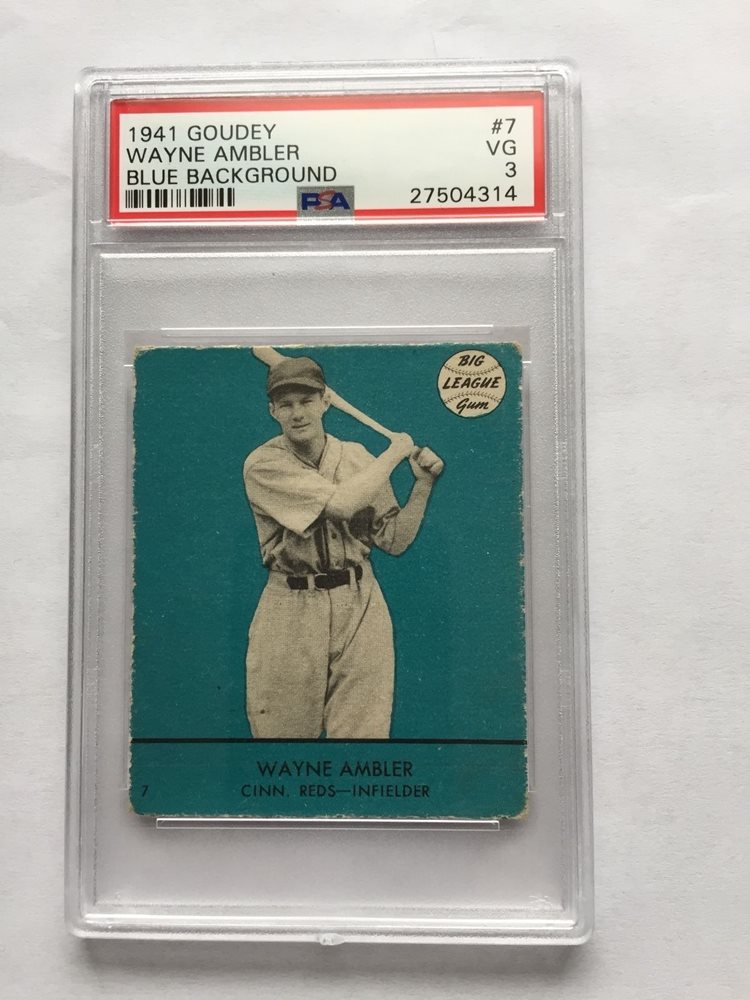 1941 GOUDEY #7
WAYNE AMBLER VG
BLUE BACKGROUND 3
PSA 27504314
BIG
LEAGUE
Gum
WAYNE AMBLER
7 CINN. REDS—INFIELDER